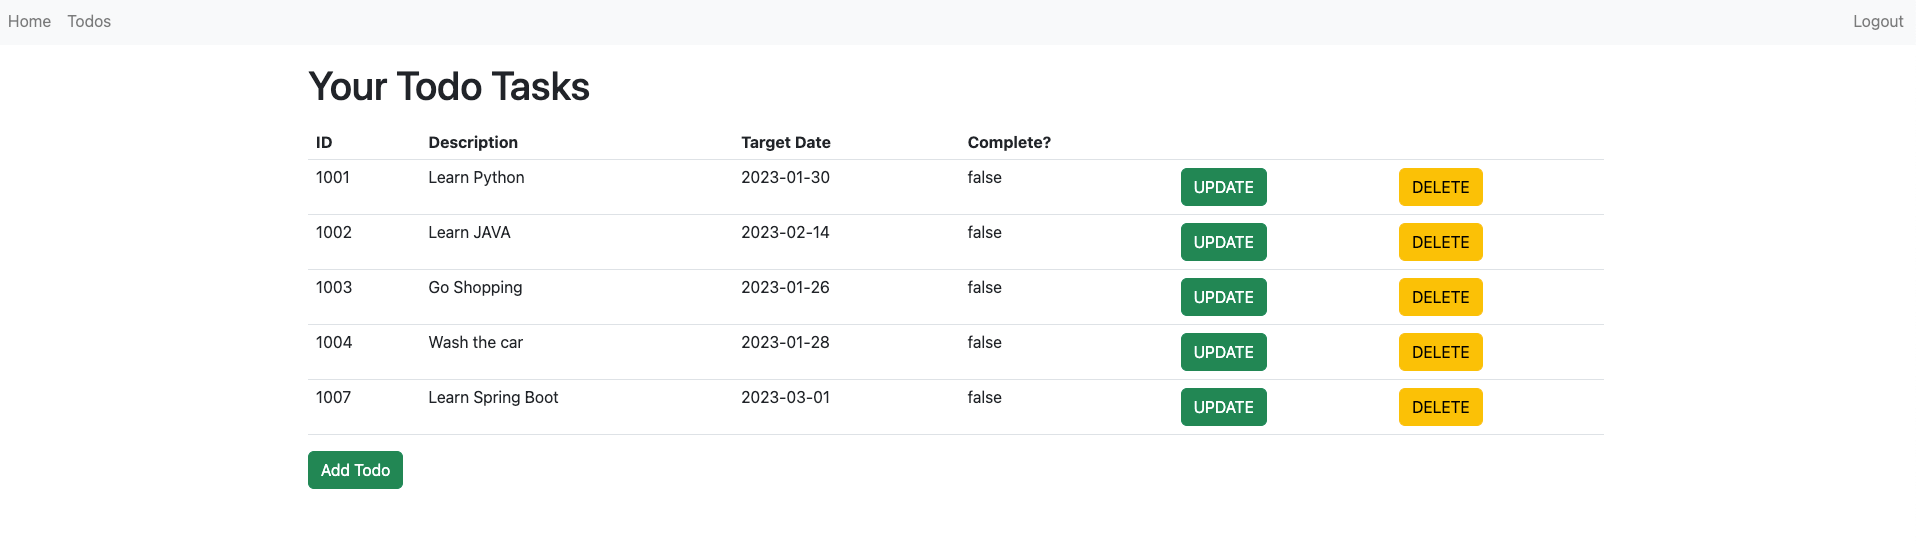 Home Todos Logout
Your Todo Tasks
ID Description Target Date Complete?
1001 Learn Python 2023-01-30 false UPDATE DELETE
1002 Learn JAVA 2023-02-14 false UPDATE DELETE
1003 Go Shopping 2023-01-26 false UPDATE DELETE
1004 Wash the car 2023-01-28 false UPDATE DELETE
1007 Learn Spring Boot 2023-03-01 false UPDATE DELETE
Add Todo